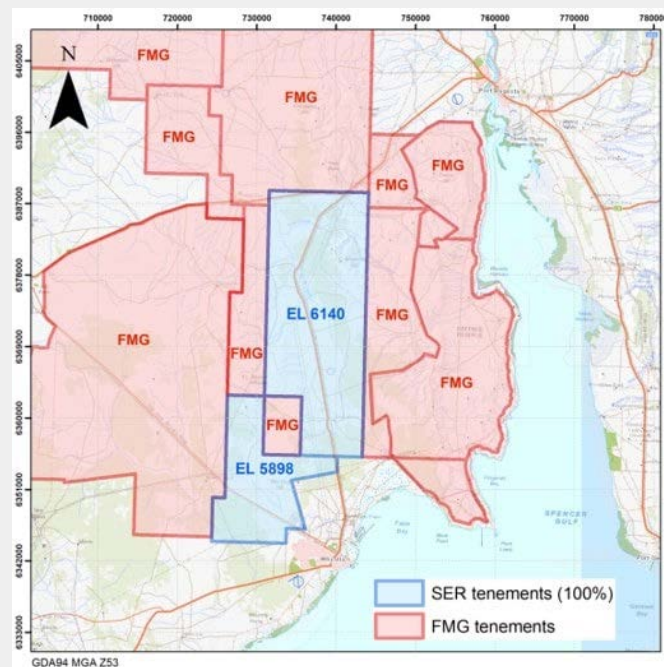 710000 720000 730000 740000 750000 760000 770000 780000
N
6405000
6396000
6387000
6378000
6369000
6360000
6351000
6342000
6333000
FMG
FMG
FMG
FMG
FMG
EL 6140
FMG
FMG
FMG
FMG
FMG
EL 5898
SPENCER
GULF
SER tenements (100%)
FMG tenements
GDA94 MGA Z53